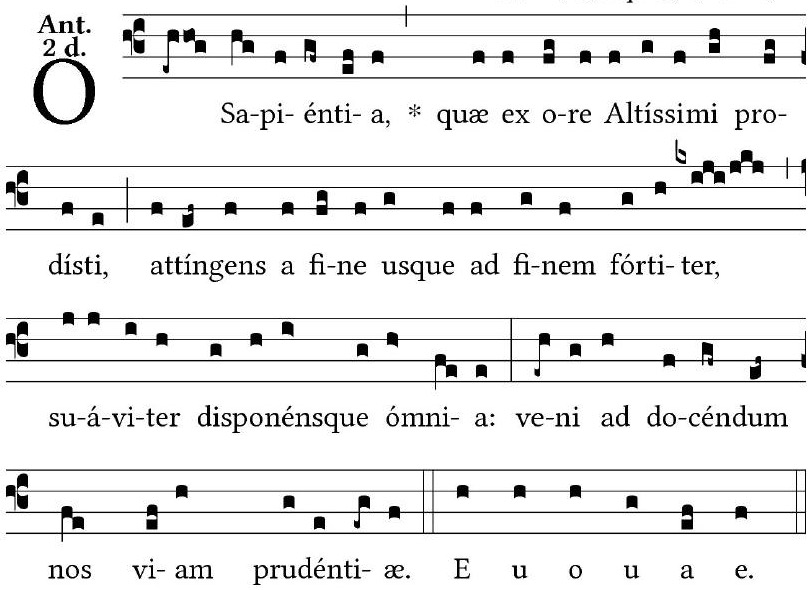 Ant.
2 d.
O Sa-pi-énti-a, * quæ ex o-re Altíssimi pro-
dísti, attíngens a fi-ne usque ad fi-nem fórti-ter,
su-á-vi-ter disponénsque ómni-a: ve-ni ad do-céndum
nos vi-am prudénti-æ. E u o u a e.